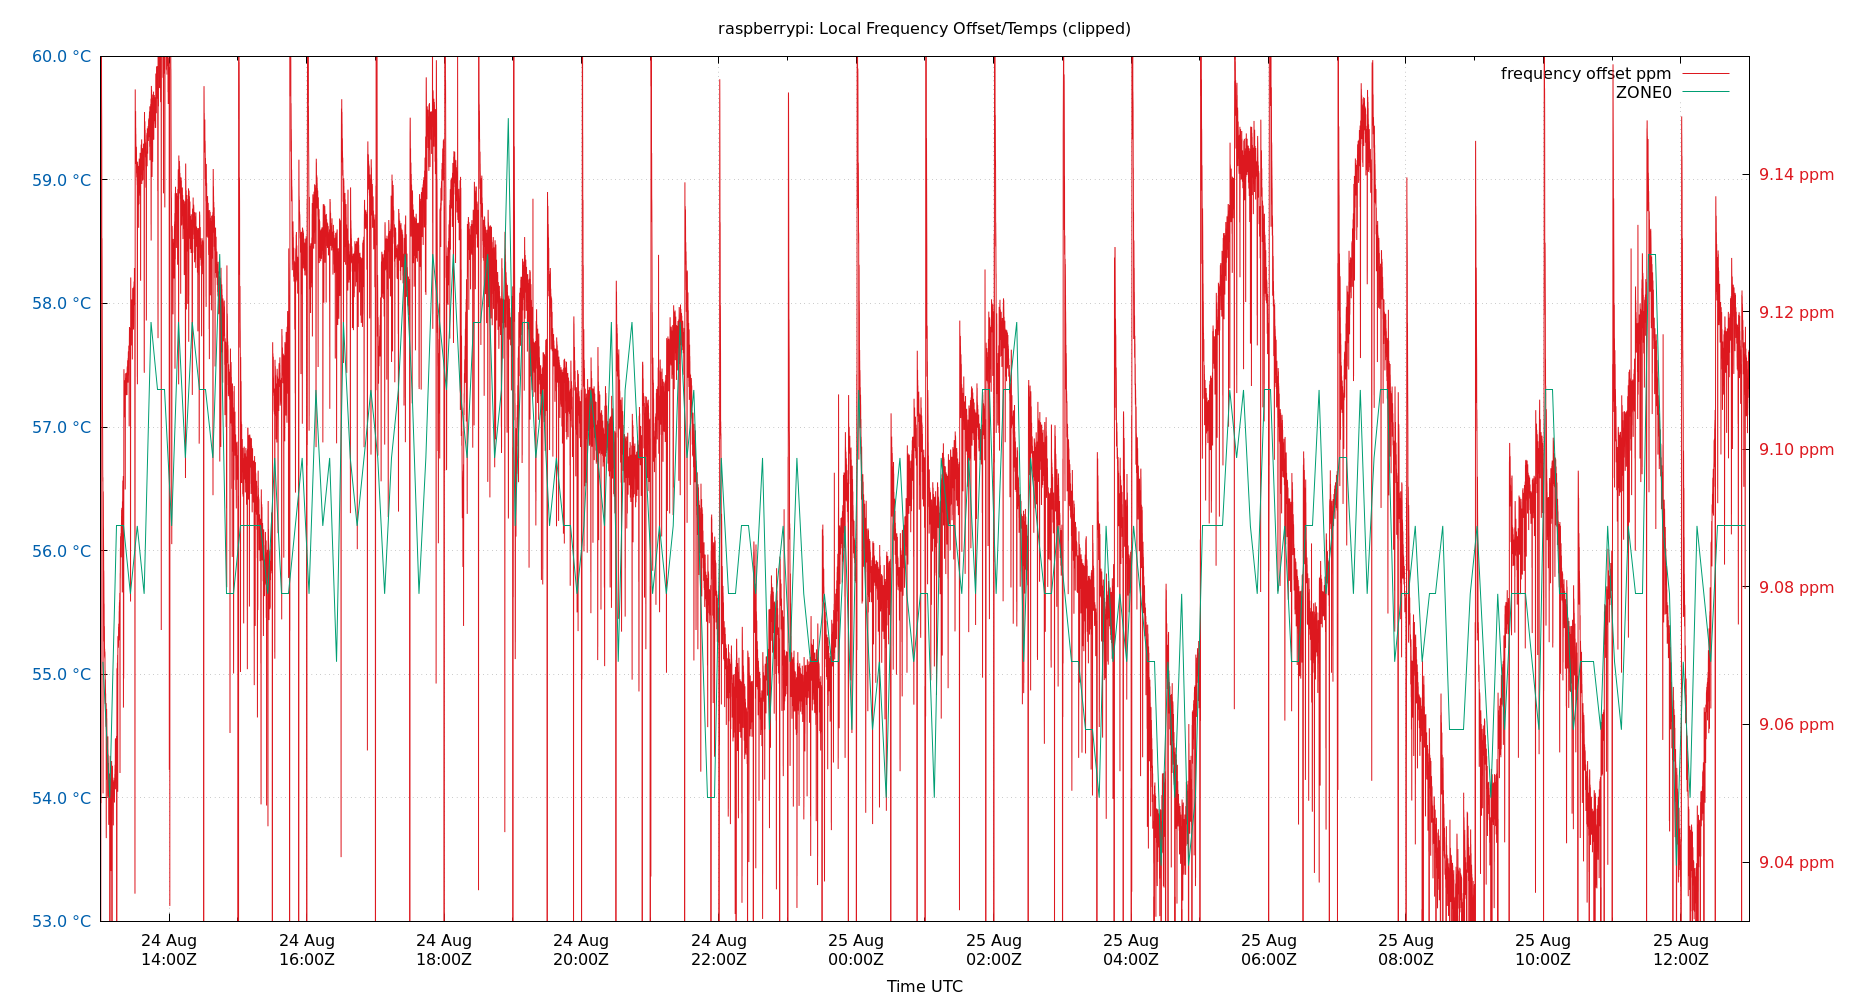 raspberrypi: Local Frequency Offset/Temps (clipped)
60.0 °C
59.0 °C
58.0 °C
57.0 °C
56.0 °C
55.0 °C
54.0 °C
53.0 °C
frequency offset ppm
ZONE0
9.14 ppm
9.12 ppm
9.10 ppm
9.08 ppm
9.06 ppm
9.04 ppm
24 Aug 24 Aug 24 Aug 24 Aug 24 Aug 25 Aug 25 Aug 25 Aug 25 Aug 25 Aug 25 Aug 25 Aug
14:00Z 16:00Z 18:00Z 20:00Z 22:00Z 00:00Z 02:00Z 04:00Z 06:00Z 08:00Z 10:00Z 12:00Z
Time UTC